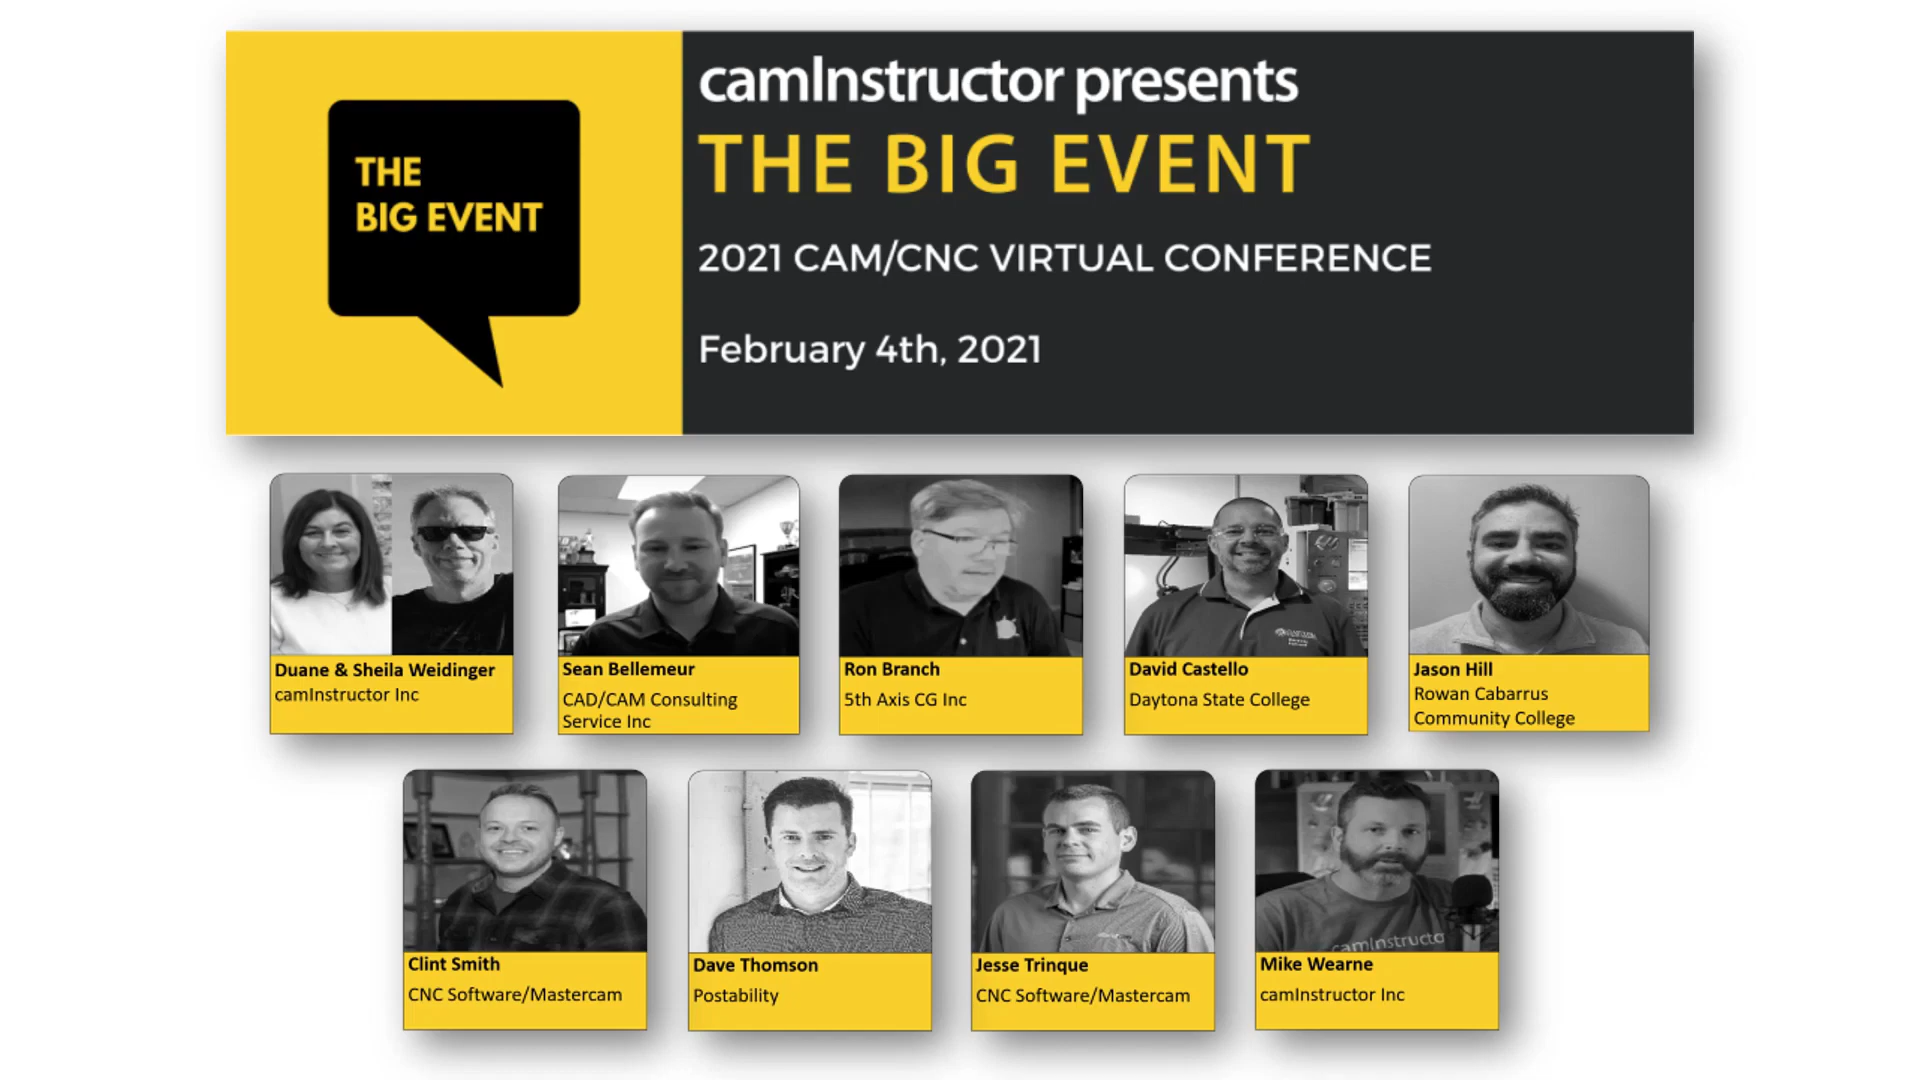 THE
BIG EVENT
camInstructor presents
THE BIG EVENT
2021 CAM/CNC VIRTUAL CONFERENCE
February 4th, 2021
Duane & Sheila Weidinger
camInstructor Inc
Sean Bellemeur
CAD/CAM Consulting
Service Inc
Ron Branch
5th Axis CG Inc
David Castello
Daytona State College
Jason Hill
Rowan Cabarrus
Community College
Clint Smith
CNC Software/Mastercam
Dave Thomson
Postability
Jesse Trinque
CNC Software/Mastercam
camInstructo
Mike Wearne
camInstructor Inc